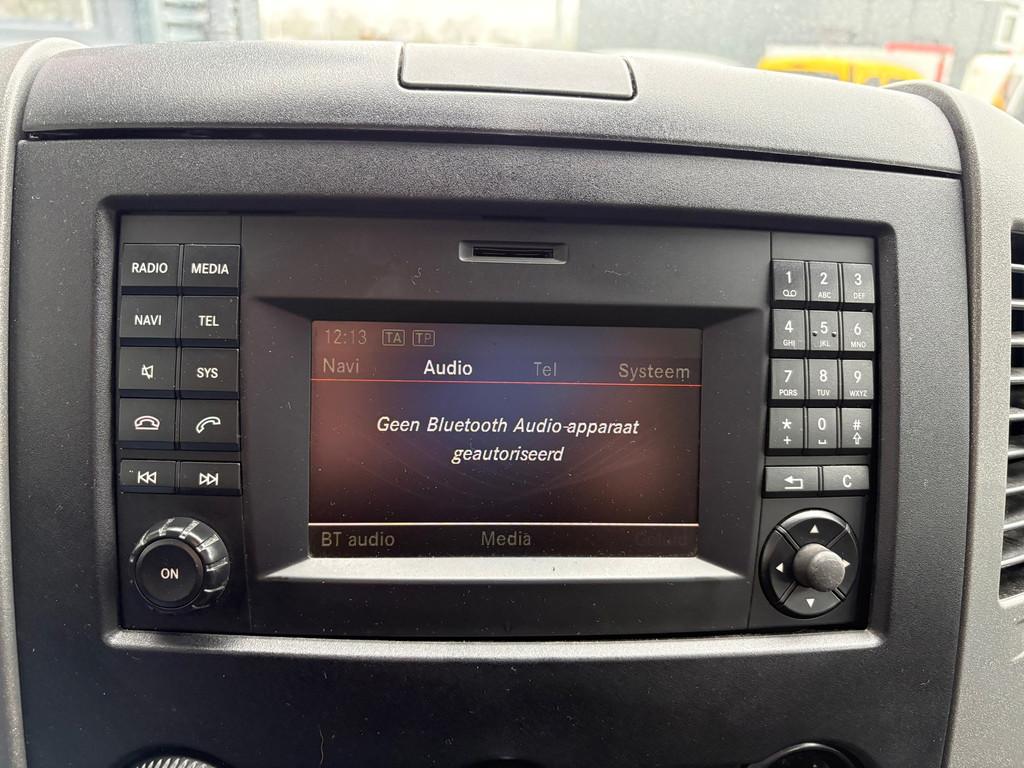 RADIO MEDIA
NAVI TEL
SYS
ON
12:13 TA TP
Navi Audio Tel Systeem
Geen Bluetooth Audio-apparaat
geautoriseerd
BT audio Media Geluid
1 2 ABC 3 DEF
4 GHI 5 JKL 6 MNO
7 PQRS 8 TUV 9 WXYZ
* + 0 #
C